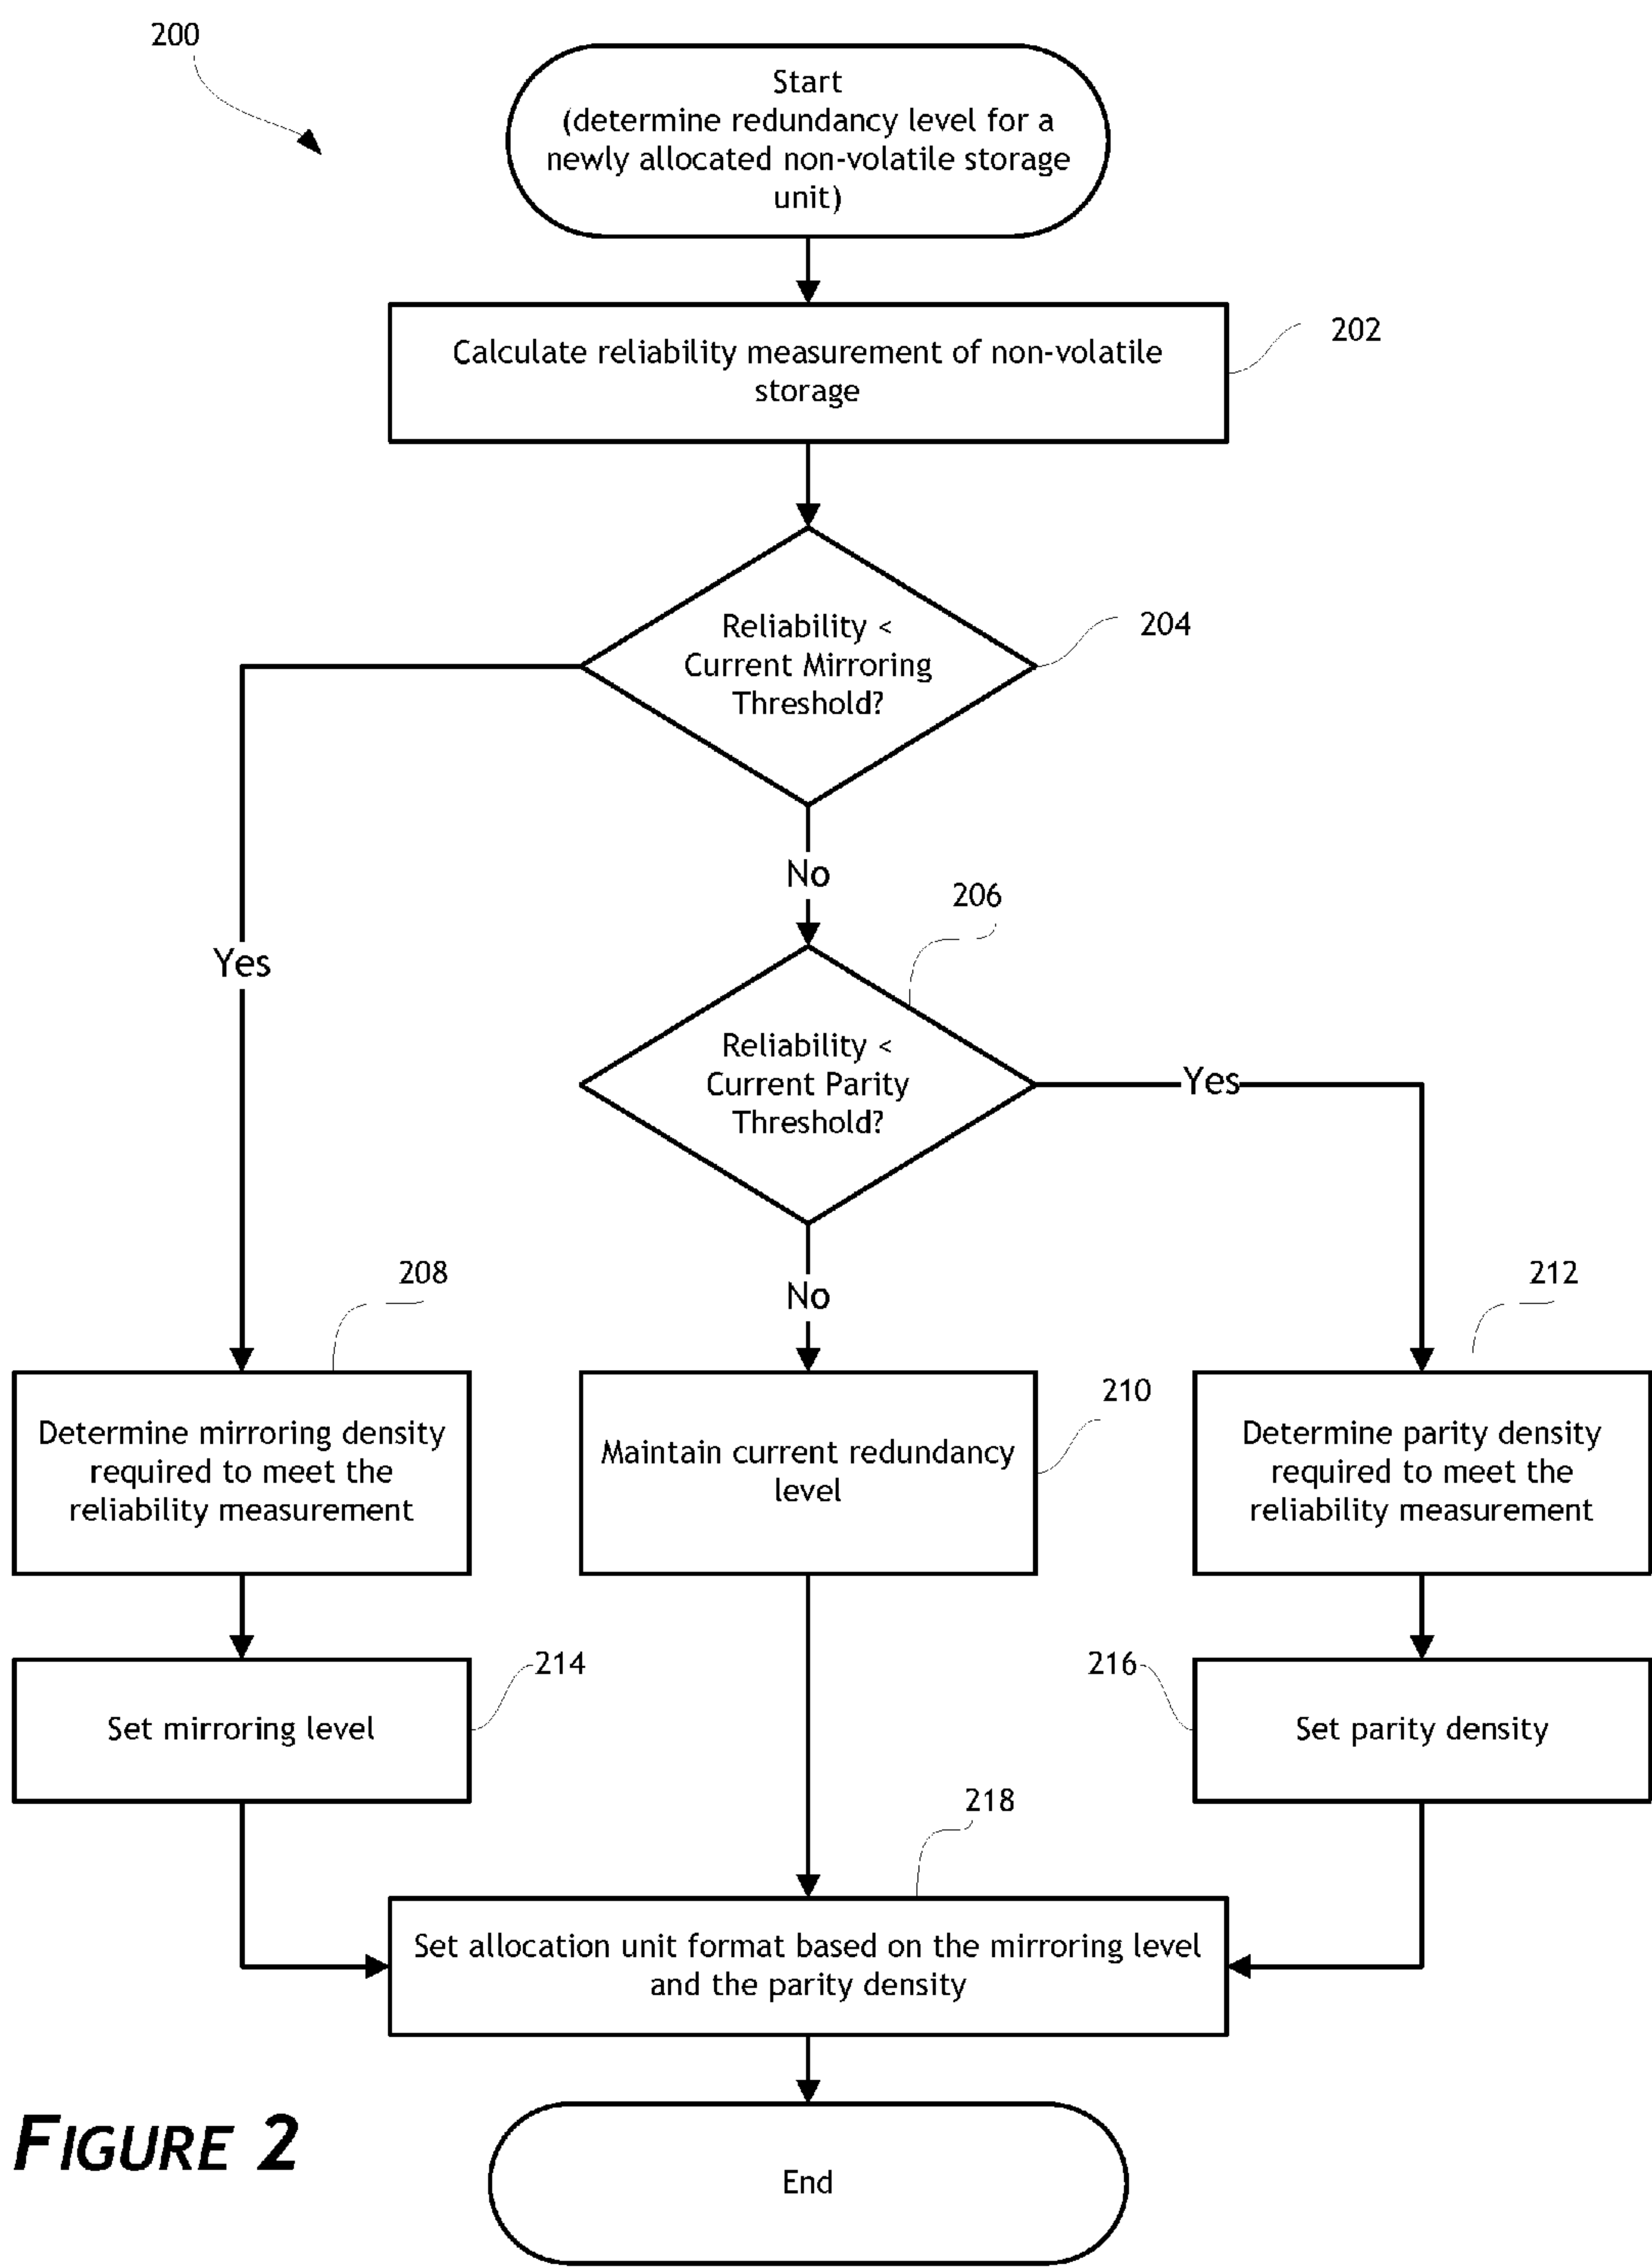 200
Start
(determine redundancy level for a
newly allocated non-volatile storage
unit)
202
Calculate reliability measurement of non-volatile
storage
204
Reliability <
Current Mirroring
Threshold?
No
206
Yes
Reliability <
Current Parity
Threshold?
Yes
208
212
No
210
Determine mirroring density
required to meet the
reliability measurement
Maintain current redundancy
level
Determine parity density
required to meet the
reliability measurement
214
216
Set mirroring level
Set parity density
218
Set allocation unit format based on the mirroring level
and the parity density
FIGURE 2
End